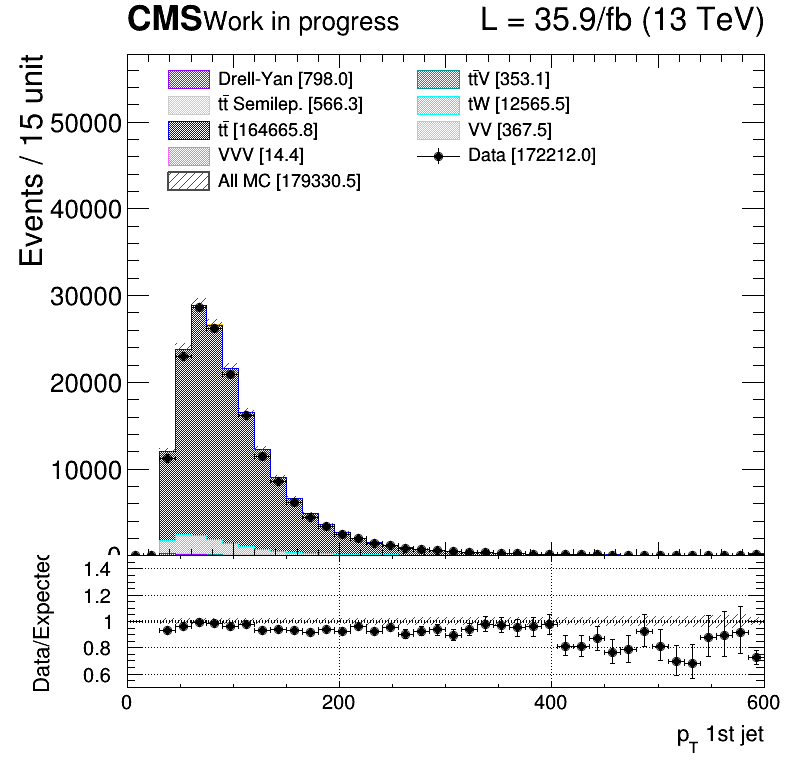 CMS Work in progress L = 35.9/fb (13 TeV)
Drell-Yan [798.0] tt̄V [353.1]
tt̄ Semilep. [566.3] tW [12565.5]
tt̄ [164665.8] VV [367.5]
VVV [14.4] Data [172212.0]
All MC [179330.5]
Events / 15 unit
50000
40000
30000
20000
10000
0
Data/Expected
1.4
1.2
1
0.8
0.6
0 200 400 600
p_T 1st jet